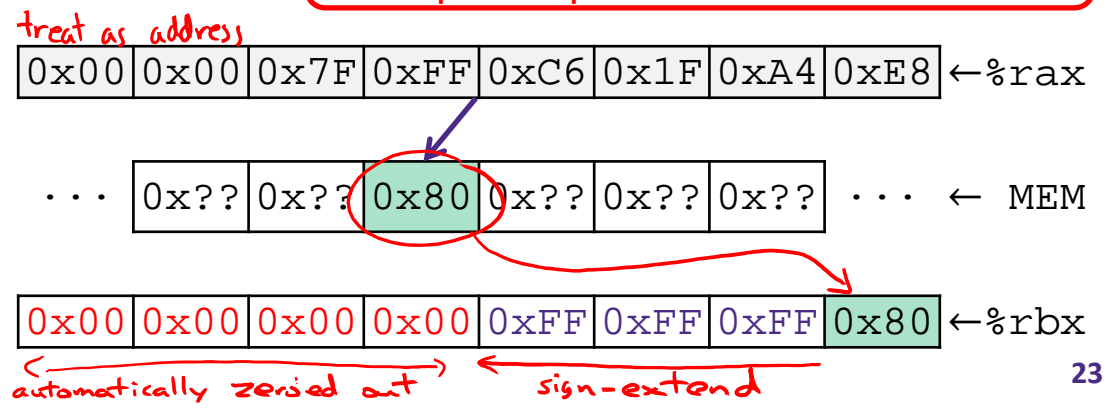 treat as address
0x00 0x00 0x7F 0xFF 0xC6 0x1F 0xA4 0xE8 ←%rax
··· 0x?? 0x?? 0x80 0x?? 0x?? 0x?? ··· ← MEM
0x00 0x00 0x00 0x00 0xFF 0xFF 0xFF 0x80 ←%rbx
automatically zeroed out sign-extend 23